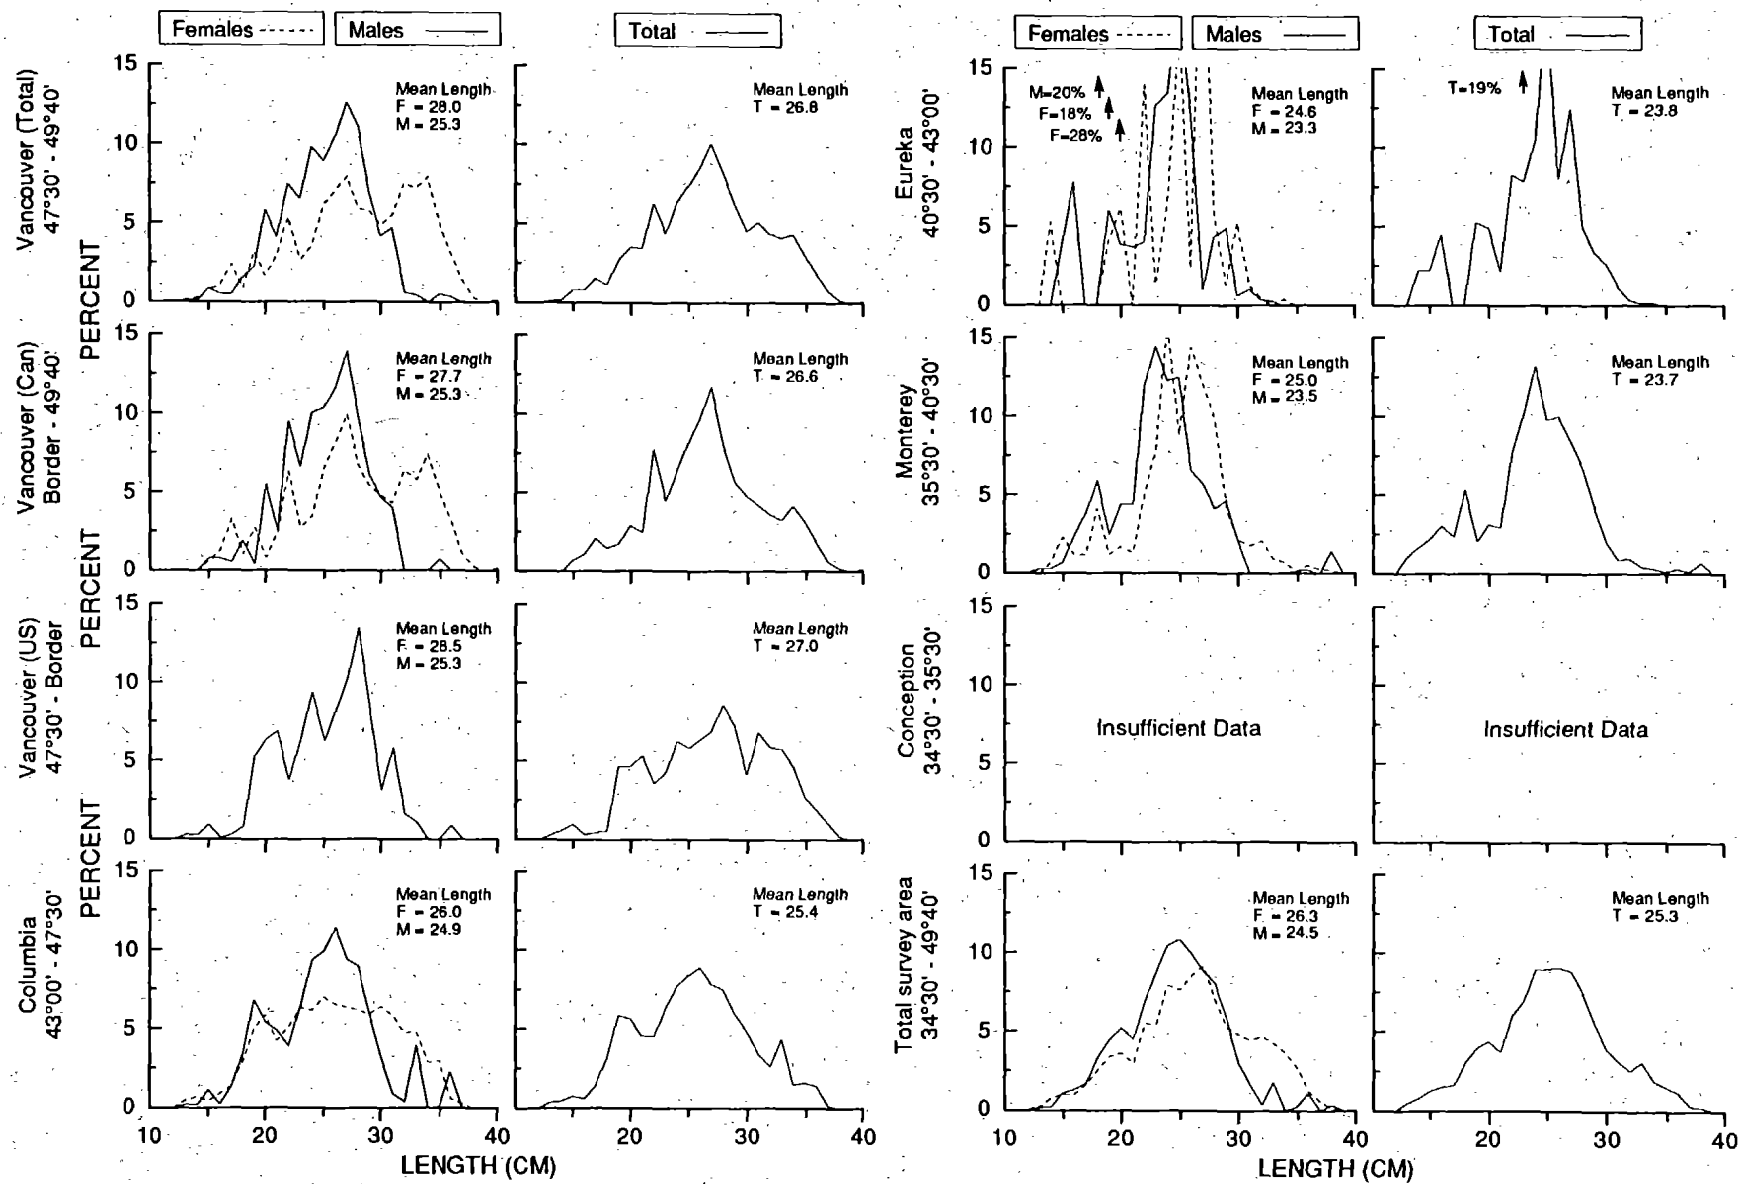 Females
Males
Total
Females
Males
Total
Vancouver (Total)
47°30' - 49°40'
15
10
5
0
Mean Length
F = 28.0
M = 25.3
Mean Length
T = 26.8
Eureka
40°30' - 43°00'
15
10
5
0
M=20%
F=18%
F=28%
Mean Length
F = 24.6
M = 23.3
T=19%
Mean Length
T = 23.8
PERCENT
Vancouver (Can)
Border - 49°40'
15
10
5
0
Mean Length
F = 27.7
M = 25.3
Mean Length
T = 26.6
Monterey
35°30' - 40°30'
15
10
5
0
Mean Length
F = 25.0
M = 23.5
Mean Length
T = 23.7
PERCENT
Vancouver (US)
47°30' - Border
15
10
5
0
Mean Length
F = 28.5
M = 25.3
Mean Length
T = 27.0
Conception
34°30' - 35°30'
15
10
5
0
Insufficient Data
Insufficient Data
PERCENT
Columbia
43°00' - 47°30'
15
10
5
0
Mean Length
F = 26.0
M = 24.9
Mean Length
T = 25.4
Total survey area
34°30' - 49°40'
15
10
5
0
Mean Length
F = 26.3
M = 24.5
Mean Length
T = 25.3
10 20 30 40 20 30 40
LENGTH (CM)
10 20 30 40 20 30 40
LENGTH (CM)